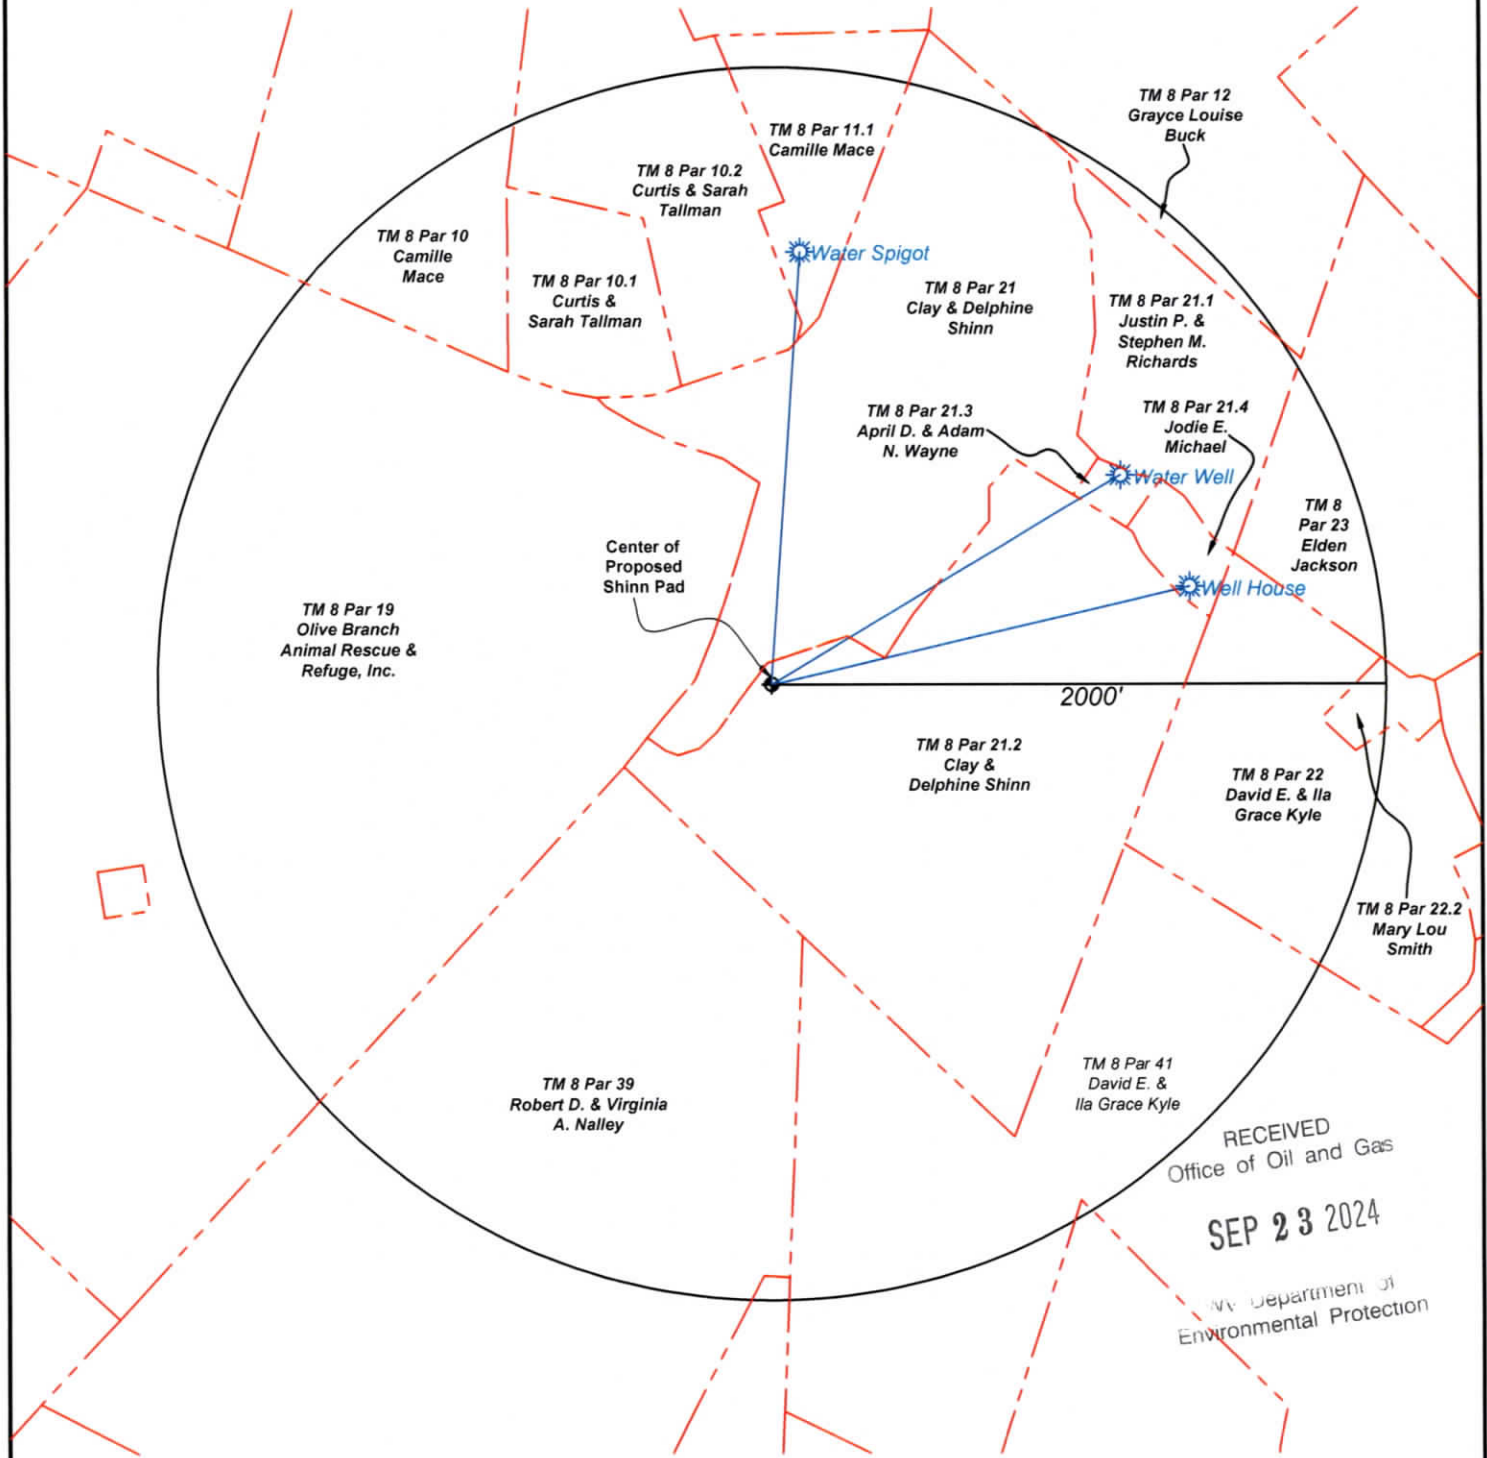 TM 8 Par 12
Grayce Louise
Buck
TM 8 Par 11.1
Camille Mace
TM 8 Par 10.2
Curtis & Sarah
Tallman
TM 8 Par 10
Camille
Mace
Water Spigot
TM 8 Par 10.1
Curtis &
Sarah Tallman
TM 8 Par 21
Clay & Delphine
Shinn
TM 8 Par 21.1
Justin P. &
Stephen M.
Richards
TM 8 Par 21.3
April D. & Adam
N. Wayne
TM 8 Par 21.4
Jodie E.
Michael
Water Well
TM 8
Par 23
Elden
Jackson
Center of
Proposed
Shinn Pad
Well House
TM 8 Par 19
Olive Branch
Animal Rescue &
Refuge, Inc.
2000'
TM 8 Par 21.2
Clay &
Delphine Shinn
TM 8 Par 22
David E. & Ila
Grace Kyle
TM 8 Par 22.2
Mary Lou
Smith
TM 8 Par 39
Robert D. & Virginia
A. Nalley
TM 8 Par 41
David E. &
Ila Grace Kyle
RECEIVED
Office of Oil and Gas
SEP 23 2024
WV Department of
Environmental Protection